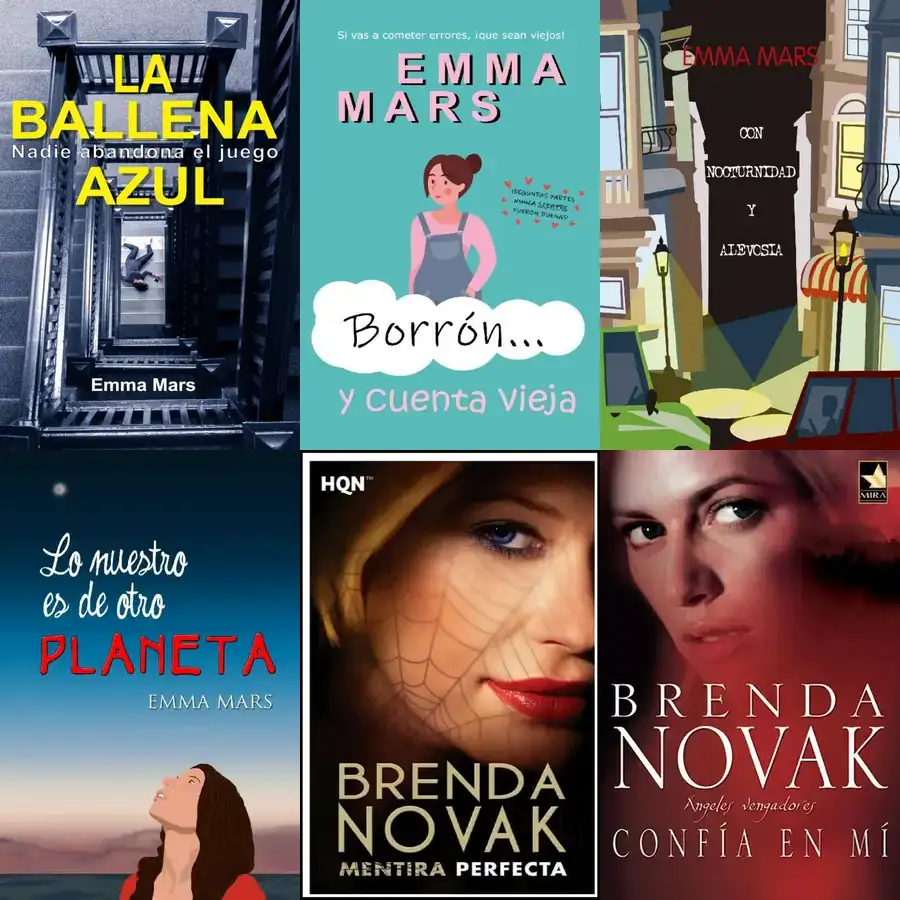 LA
BALLENA
Nadie abandona el juego
AZUL
Emma Mars
Si vas a cometer errores, ¡que sean viejos!
EMMA
MARS
¡SEGUNDAS PARTES
NUNCA SIEMPRE
FUERON BUENAS!
Borrón...
y cuenta vieja
EMMA MARS
CON
NOCTURNIDAD
Y
ALEVOSIA
Lo nuestro
es de otro
PLANETA
EMMA MARS
HQN™
BRENDA
NOVAK
MENTIRA PERFECTA
MIRA
BRENDA
NOVAK
Ángeles vengadores
CONFÍA EN MÍ